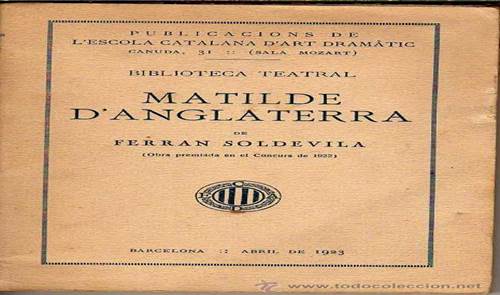 PUBLICACIONS DE
L'ESCOLA CATALANA D'ART DRAMÀTIC
CANUDA, 31 :: (SALA MOZART)
BIBLIOTECA TEATRAL
MATILDE
D'ANGLATERRA
DE
FERRAN SOLDEVILA
(Obra premiada en el Concurs de 1922)
BARCELONA :: ABRIL DE 1923
www.todocoleccion.net